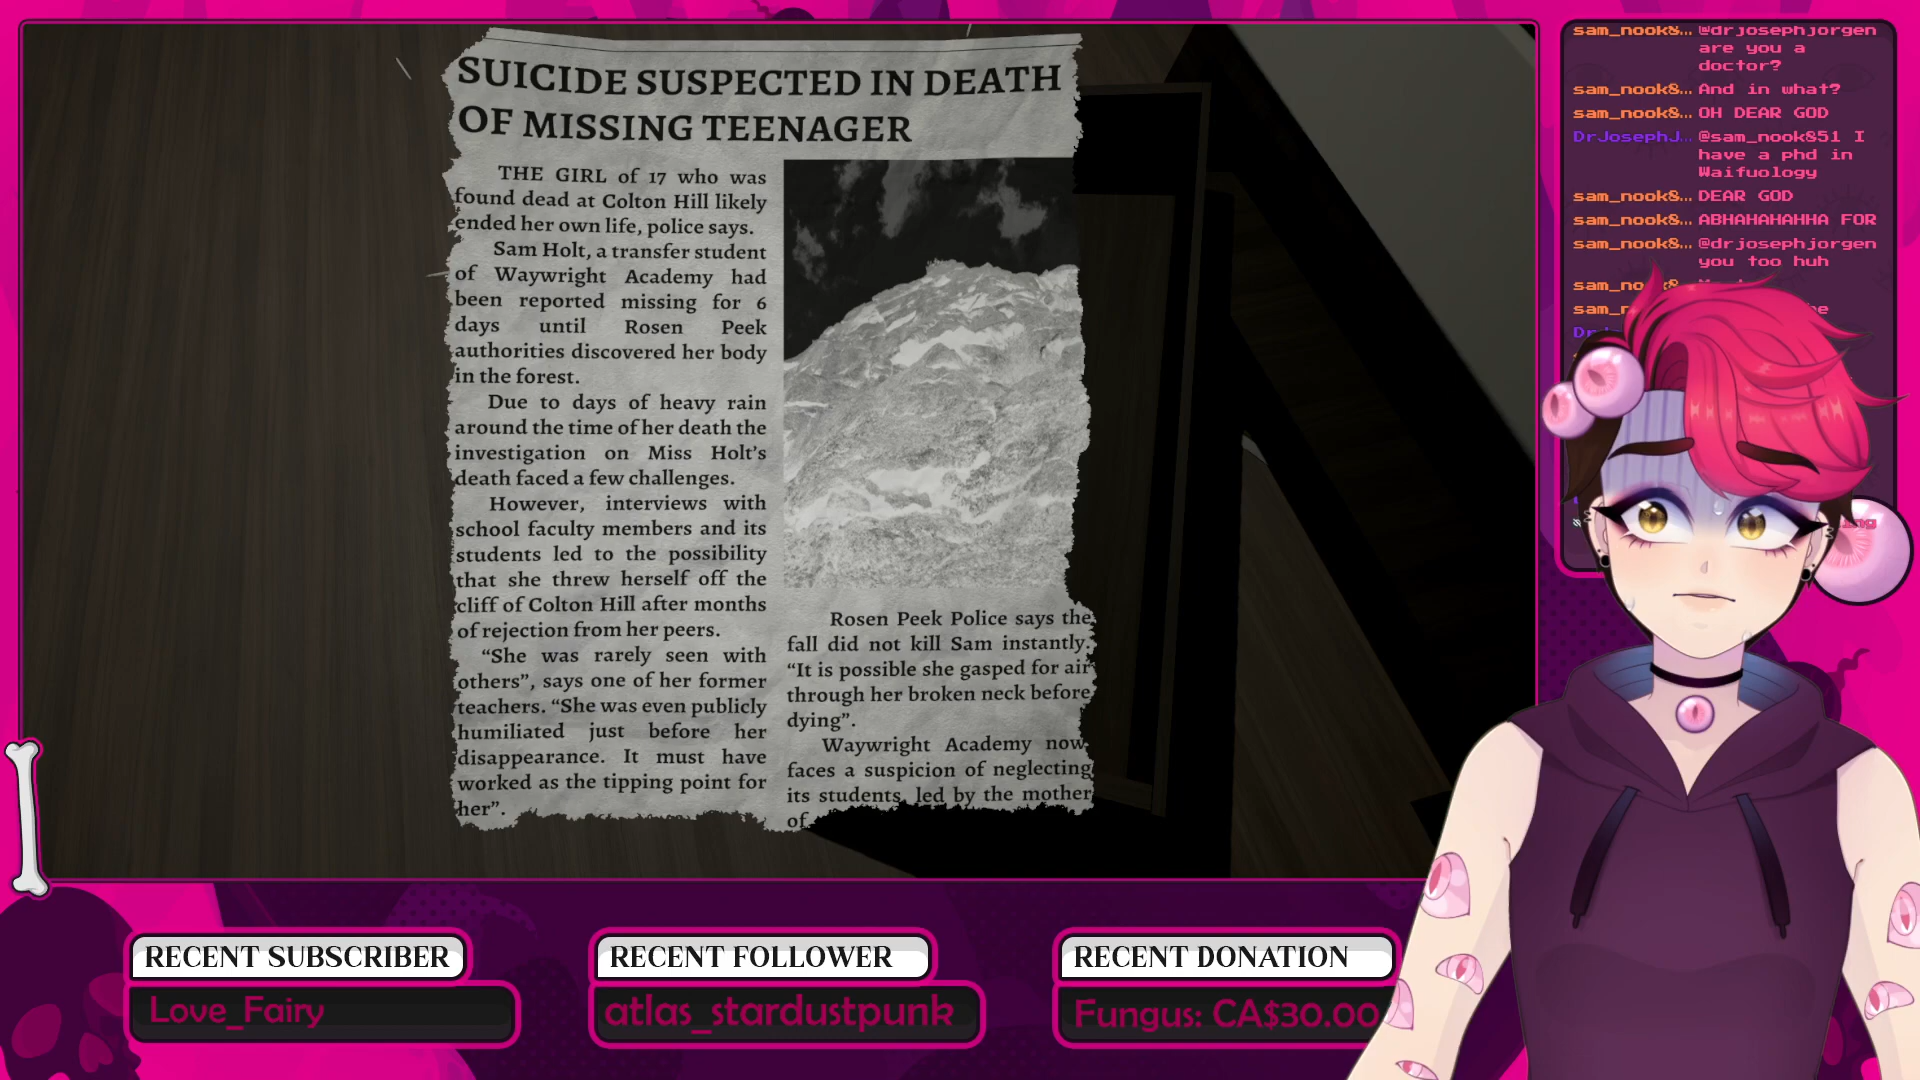 SUICIDE SUSPECTED IN DEATH
OF MISSING TEENAGER
THE GIRL of 17 who was
found dead at Colton Hill likely
ended her own life, police says.
Sam Holt, a transfer student
of Waywright Academy had
been reported missing for 6
days until Rosen Peek
authorities discovered her body
in the forest.
Due to days of heavy rain
around the time of her death the
investigation on Miss Holt's
death faced a few challenges.
However, interviews with
school faculty members and its
students led to the possibility
that she threw herself off the
cliff of Colton Hill after months
of rejection from her peers.
“She was rarely seen with
others”, says one of her former
teachers. “She was even publicly
humiliated just before her
disappearance. It must have
worked as the tipping point for
her”.
Rosen Peek Police says the
fall did not kill Sam instantly.
“It is possible she gasped for air
through her broken neck before
dying”.
Waywright Academy now
faces a suspicion of neglecting
its students, led by the mother
of
sam_nook&… @drjosephjorgen
are you a
doctor?
sam_nook&… And in what?
sam_nook&… OH DEAR GOD
DrJosephJ… @sam_nook851 I
have a phd in
Waifuology
sam_nook&… DEAR GOD
sam_nook&… ABHAHAHAHHA FOR
sam_nook&… @drjosephjorgen
you too huh
RECENT SUBSCRIBER
Love_Fairy
RECENT FOLLOWER
atlas_stardustpunk
RECENT DONATION
Fungus: CA$30.00